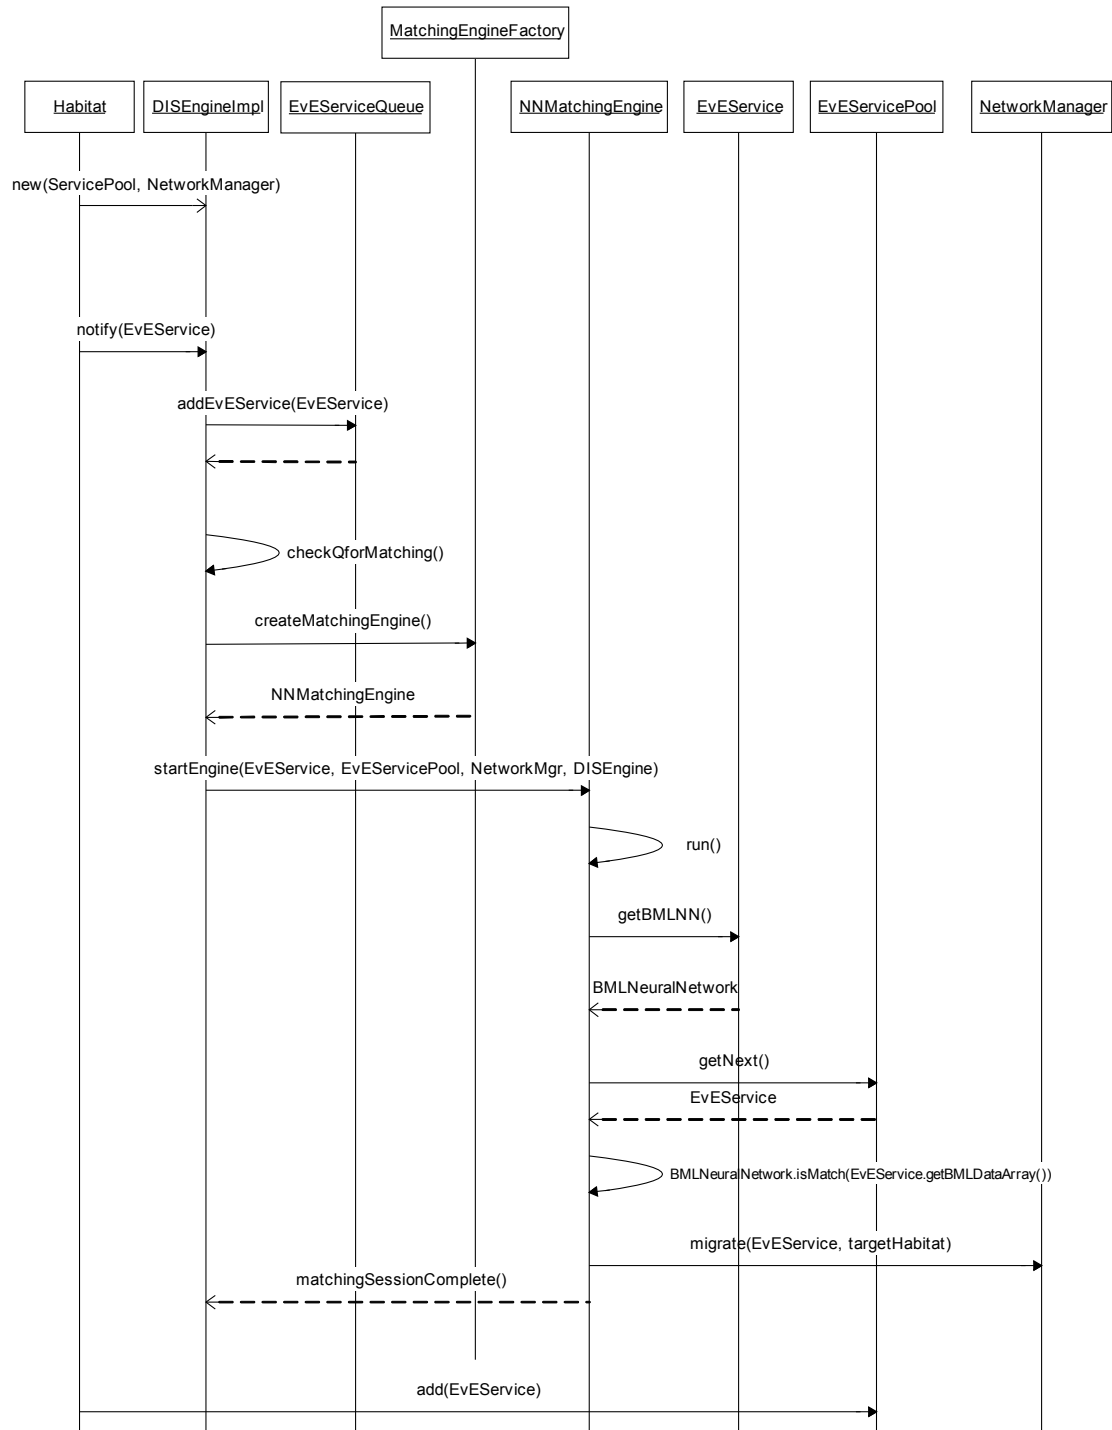 MatchingEngineFactory
Habitat
DISEngineImpl
EvEServiceQueue
NNMatchingEngine
EvEService
EvEServicePool
NetworkManager
new(ServicePool, NetworkManager)
notify(EvEService)
addEvEService(EvEService)
checkQforMatching()
createMatchingEngine()
NNMatchingEngine
startEngine(EvEService, EvEServicePool, NetworkMgr, DISEngine)
run()
getBMLNN()
BMLNeuralNetwork
getNext()
EvEService
BMLNeuralNetwork.isMatch(EvEService.getBMLDataArray())
migrate(EvEService, targetHabitat)
matchingSessionComplete()
add(EvEService)